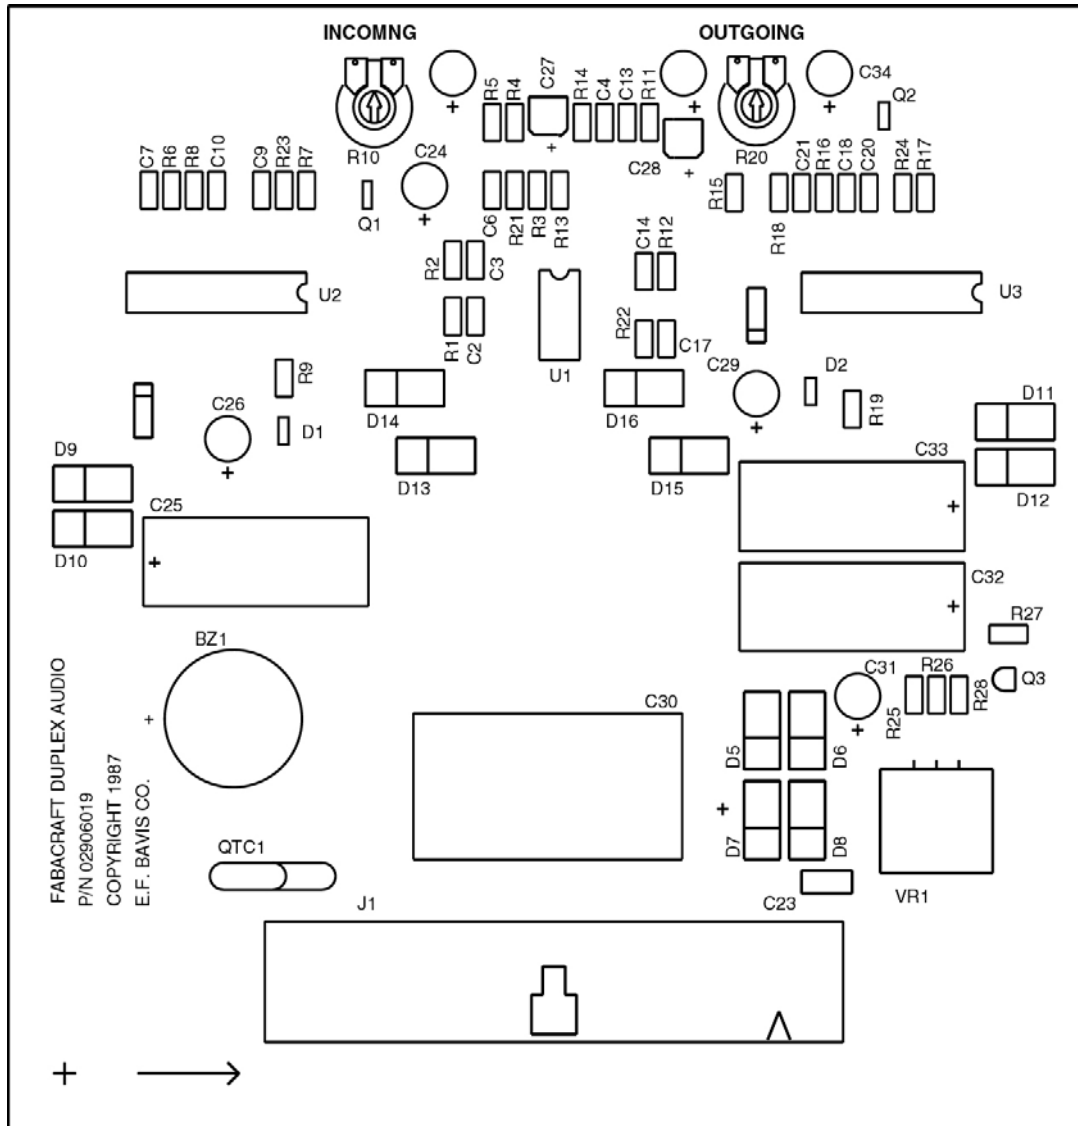 INCOMNG
OUTGOING
R5
R4
C27
R14
C4
C13
R11
C34
Q2
R10
C24
C28
R20
C7
R6
R8
C10
C9
R23
R7
Q1
C6
R21
R3
R13
R15
R18
C21
R16
C18
C20
R24
R17
R2
C3
C14
R12
U2
U3
R1
C2
U1
R22
C17
R9
D14
D16
C29
D2
R19
D11
C26
D1
D9
D13
D15
C33
D12
C25
D10
C32
R27
BZ1
C31
R26
R25
R28
Q3
C30
D5
D6
D7
D8
VR1
C23
QTC1
J1
FABACRAFT DUPLEX AUDIO
P/N 02906019
COPYRIGHT 1987
E.F. BAVIS CO.